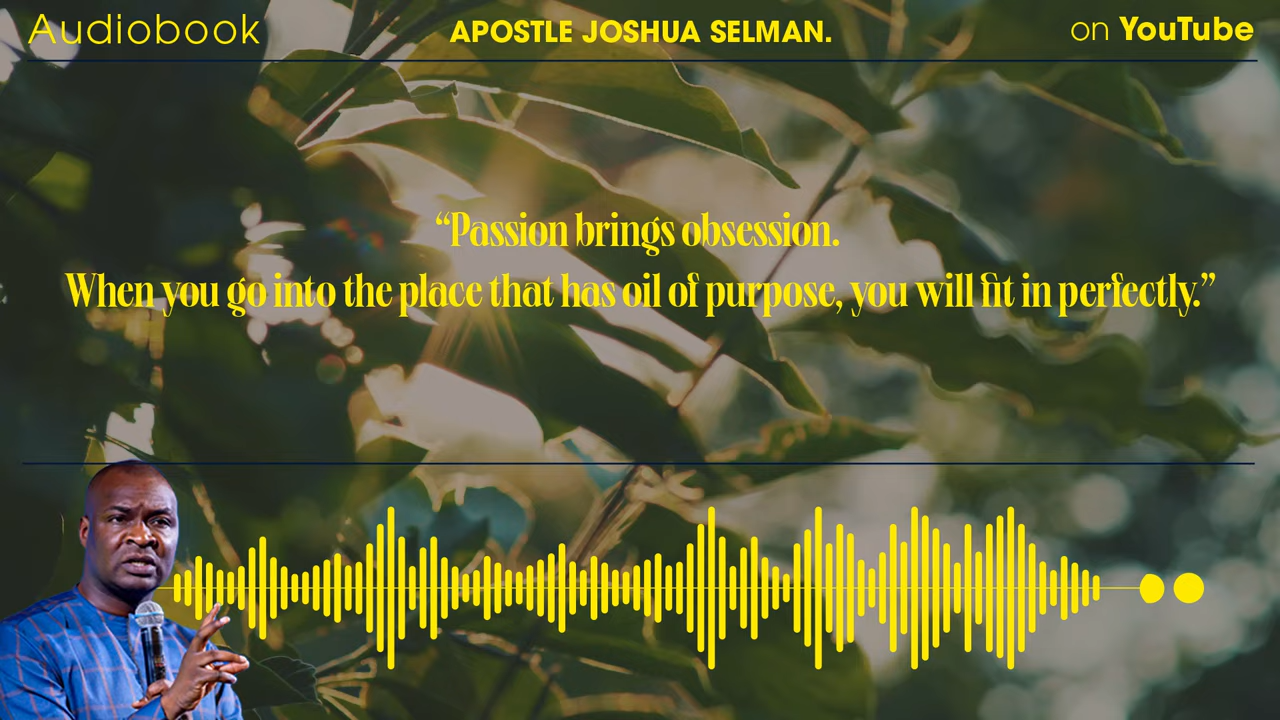 Audiobook
APOSTLE JOSHUA SELMAN.
on YouTube
“Passion brings obsession.
When you go into the place that has oil of purpose, you will fit in perfectly.”